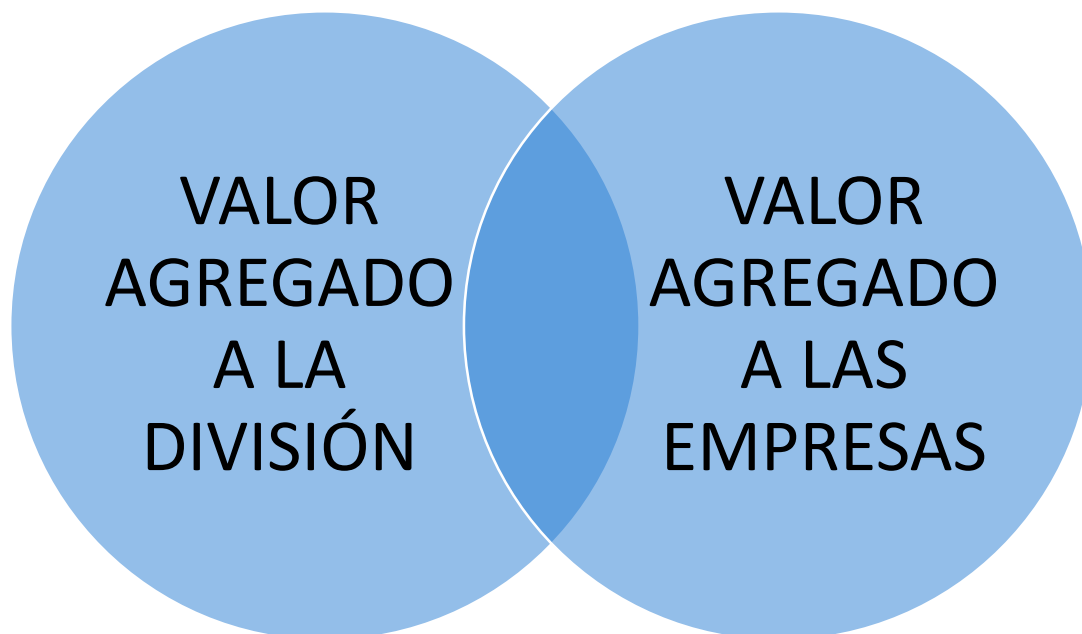 VALOR
AGREGADO
A LA
DIVISIÓN
VALOR
AGREGADO
A LAS
EMPRESAS